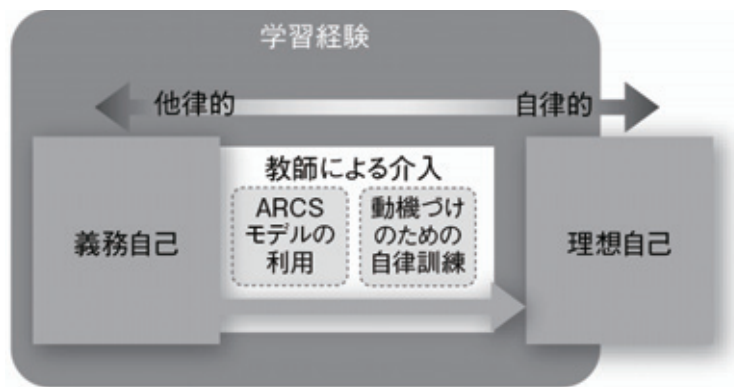 学習経験
他律的
自律的
教師による介入
ARCS
モデルの
利用
動機づけ
のための
自律訓練
義務自己
理想自己